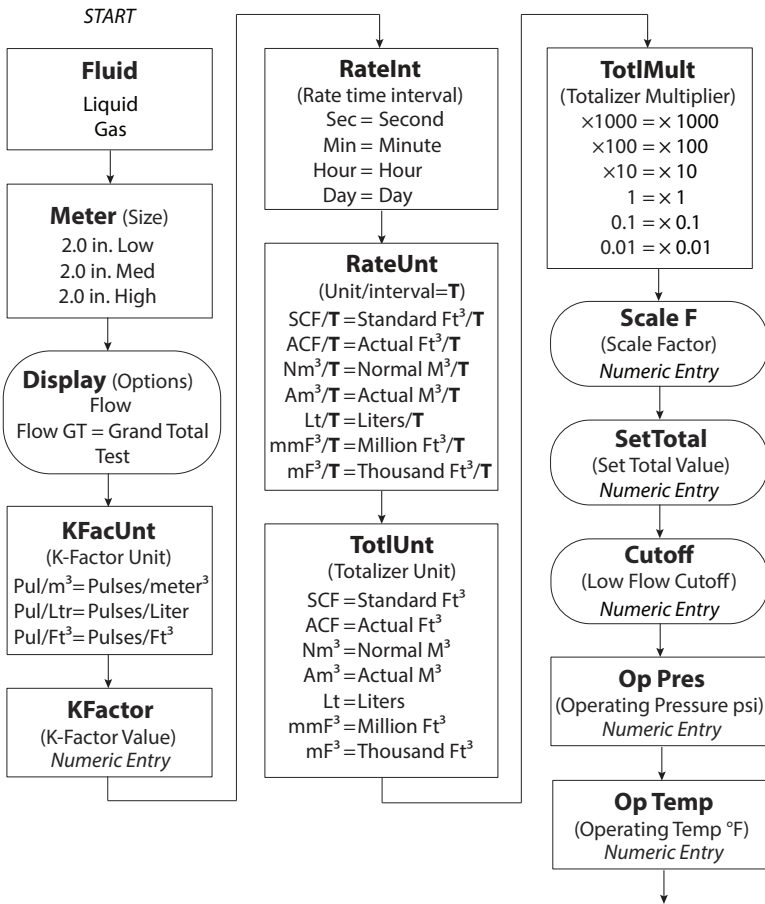 START
Fluid
Liquid
Gas
Meter (Size)
2.0 in. Low
2.0 in. Med
2.0 in. High
Display (Options)
Flow
Flow GT = Grand Total
Test
KFacUnt
(K-Factor Unit)
Pul/m³= Pulses/meter³
Pul/Ltr= Pulses/Liter
Pul/Ft³= Pulses/Ft³
KFactor
(K-Factor Value)
Numeric Entry
RateInt
(Rate time interval)
Sec = Second
Min = Minute
Hour = Hour
Day = Day
RateUnt
(Unit/interval=T)
SCF/T = Standard Ft³/T
ACF/T = Actual Ft³/T
Nm³/T = Normal M³/T
Am³/T = Actual M³/T
Lt/T = Liters/T
mmF³/T = Million Ft³/T
mF³/T = Thousand Ft³/T
TotlUnt
(Totalizer Unit)
SCF = Standard Ft³
ACF = Actual Ft³
Nm³ = Normal M³
Am³ = Actual M³
Lt = Liters
mmF³ = Million Ft³
mF³ = Thousand Ft³
TotlMult
(Totalizer Multiplier)
×1000 = × 1000
×100 = × 100
×10 = × 10
1 = × 1
0.1 = × 0.1
0.01 = × 0.01
Scale F
(Scale Factor)
Numeric Entry
SetTotal
(Set Total Value)
Numeric Entry
Cutoff
(Low Flow Cutoff)
Numeric Entry
Op Pres
(Operating Pressure psi)
Numeric Entry
Op Temp
(Operating Temp °F)
Numeric Entry